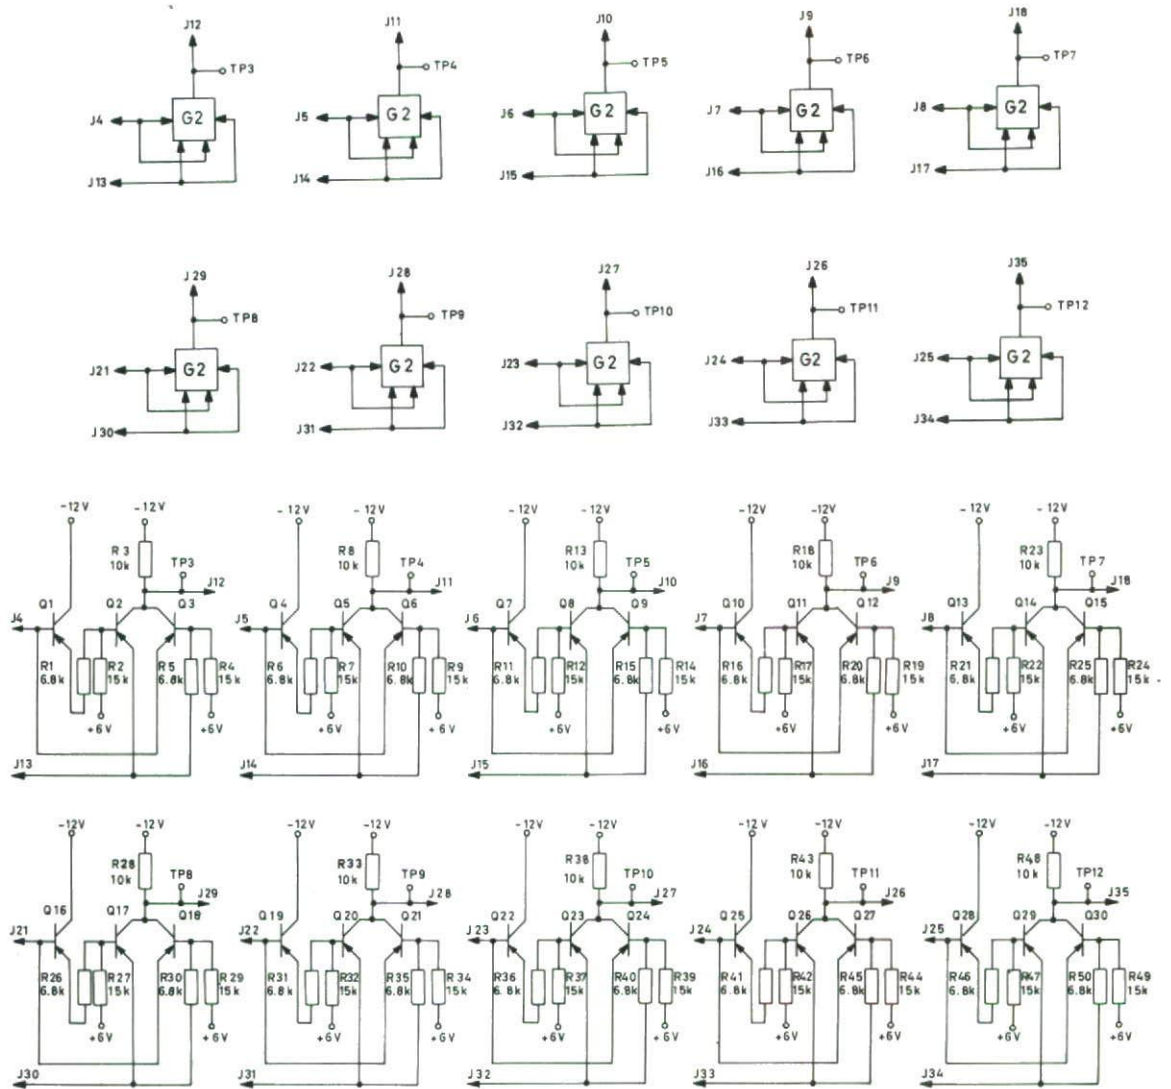 J12 J11 J10 J9 J18
TP3 TP4 TP5 TP6 TP7
J4 G2 J5 G2 J6 G2 J7 G2 J8 G2
J13 J14 J15 J16 J17
J29 J28 J27 J26 J35
TP8 TP9 TP10 TP11 TP12
J21 G2 J22 G2 J23 G2 J24 G2 J25 G2
J30 J31 J32 J33 J34
-12V -12V -12V -12V -12V -12V -12V -12V -12V -12V
R3 10k TP3 J12 R8 10k TP4 J11 R13 10k TP5 J10 R18 10k TP6 J9 R23 10k TP7 J18
J4 Q1 Q2 Q3 J5 Q4 Q5 Q6 J6 Q7 Q8 Q9 J7 Q10 Q11 Q12 J8 Q13 Q14 Q15
R1 R2 R5 R4 R6 R7 R10 R9 R11 R12 R15 R14 R16 R17 R20 R19 R21 R22 R25 R24
6.8k 15k 6.8k 15k 6.8k 15k 6.8k 15k 6.8k 15k 6.8k 15k 6.8k 15k 6.8k 15k 6.8k 15k 6.8k 15k
+6V +6V +6V +6V +6V +6V +6V +6V +6V +6V
J13 J14 J15 J16 J17
-12V -12V -12V -12V -12V -12V -12V -12V -12V -12V
R28 10k TP8 J29 R33 10k TP9 J28 R38 10k TP10 J27 R43 10k TP11 J26 R48 10k TP12 J35
J21 Q16 Q17 Q18 J22 Q19 Q20 Q21 J23 Q22 Q23 Q24 J24 Q25 Q26 Q27 J25 Q28 Q29 Q30
R26 R27 R30 R29 R31 R32 R35 R34 R36 R37 R40 R39 R41 R42 R45 R44 R46 R47 R50 R49
6.8k 15k 6.8k 15k 6.8k 15k 6.8k 15k 6.8k 15k 6.8k 15k 6.8k 15k 6.8k 15k 6.8k 15k 6.8k 15k
+6V +6V +6V +6V +6V +6V +6V +6V +6V +6V
J30 J31 J32 J33 J34